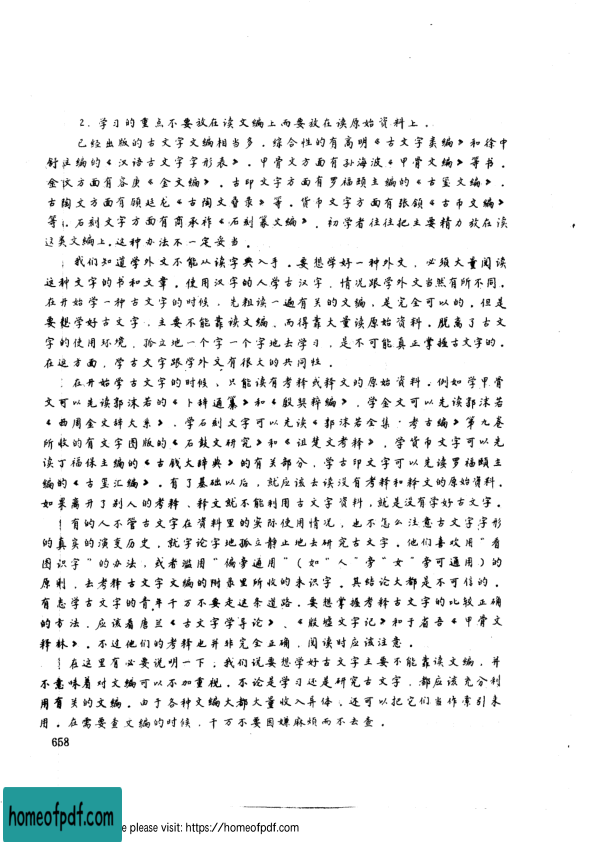 2. 学习的重点不要放在读文编上而要放在读原始资料上。
已经出版的古文字文编相当多。综合性的有高明《古文字类编》和徐中
舒主编的《汉语古文字字形表》。甲骨文方面有孙海波《甲骨文编》等书。
金文方面有容庚《金文编》。古印文字方面有罗福颐主编的《古玺文编》。
古陶文方面有顾廷龙《古陶文舂录》等。货币文字方面有张颔《古币文编》
等。石刻文字方面有商承祚《石刻篆文编》。初学者往往把主要精力放在读
这类文编上。这种办法不一定妥当。
我们知道学外文不能从读字典入手。要想学好一种外文，必须大量阅读
这种文字的书和文章。使用汉字的人学古汉字，情况跟学外文当然有所不同。
在开始学一种古文字的时候，先粗读一遍有关的文编，是完全可以的。但是
要想学好古文字，主要不能靠读文编，而得靠大量读原始资料。脱离了古文
字的使用环境，孤立地一个字一个字地去学习，是不可能真正掌握古文字的。
在这方面，学古文字跟学外文有很大的共同性。
在开始学古文字的时候，只能读有考释或释文的原始资料。例如学甲骨
文可以先读郭沫若的《卜辞通纂》和《殷契粹编》，学金文可以先读郭沫若
《西周金文辞大系》，学石刻文字可以先读《郭沫若全集·考古编》第九卷
所收的有文字图版的《石鼓文研究》和《诅楚文考释》，学货币文字可以先
读丁福保主编的《古钱大辞典》的有关部分，学古印文字可以先读罗福颐主
编的《古玺汇编》。有了基础以后，就应该去读没有考释和释文的原始资料。
如果离开了别人的考释、释文就不能利用古文字资料，就是没有学好古文字。
有的人不管古文字在资料里的实际使用情况，也不怎么注意古文字字形
的真实的演变历史，就字论字地孤立静止地去研究古文字。他们喜欢用“看
图识字”的办法，或者滥用“偏旁通用”（如“人”旁“女”旁可通用）的
原则，去考释古文字文编的附录里所收的未识字。其结论大都是不可信的。
有志学古文字的青年千万不要走这条道路。要想掌握考释古文字的比较正确
的方法，应该看唐兰《古文字学导论》、《殷墟文字记》和于省吾《甲骨文
释林》。不过他们的考释也并非完全正确，阅读时应该注意。
在这里有必要说明一下，我们说要想学好古文字主要不能靠读文编，并
不意味着对文编可以不加重视。不论是学习还是研究古文字，都应该充分利
用有关的文编。由于各种文编大都大量收入异体，还可以把它们当作索引来
用。在需要查文编的时候，千万不要因嫌麻烦而不去查。
658
homeofpdf.com
e please visit: https://homeofpdf.com